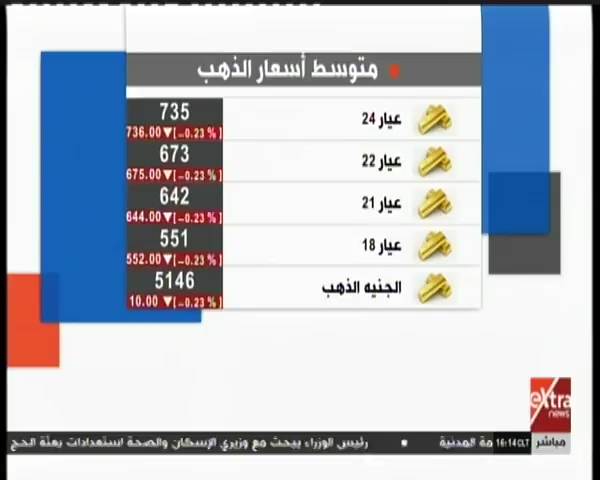 متوسط أسعار الذهب
عيار 24 735
736.00▼[-0.23%]
عيار 22 673
675.00▼[-0.23%]
عيار 21 642
644.00▼[-0.23%]
عيار 18 551
552.00▼[-0.23%]
الجنيه الذهب 5146
10.00▼[-0.23%]
eXtra
news
مباشر 16:14 CLT مة المدنية ■ رئيس الوزراء يبحث مع وزيري الإسكان والصحة استعدادات بعثة الحج